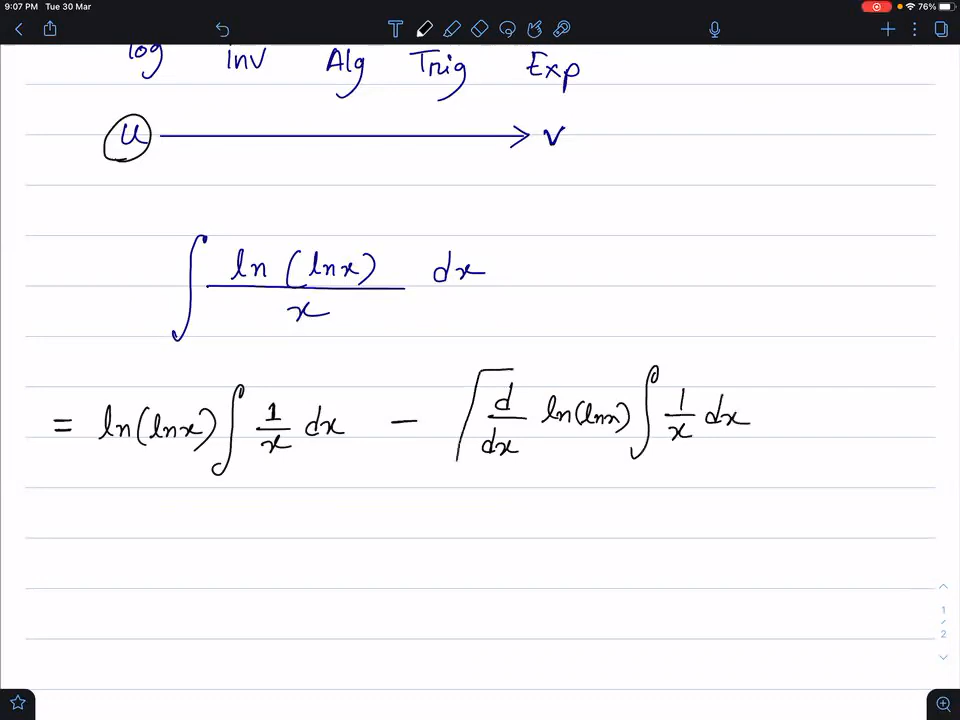 9:07 PM Tue 30 Mar 76%
log Inv Alg Trig Exp
u → v
∫ ln (lnx) / x dx
= ln(lnx) ∫ 1/x dx - ⌈ d/dx ln(lnx) ∫ 1/x dx
1
/
2